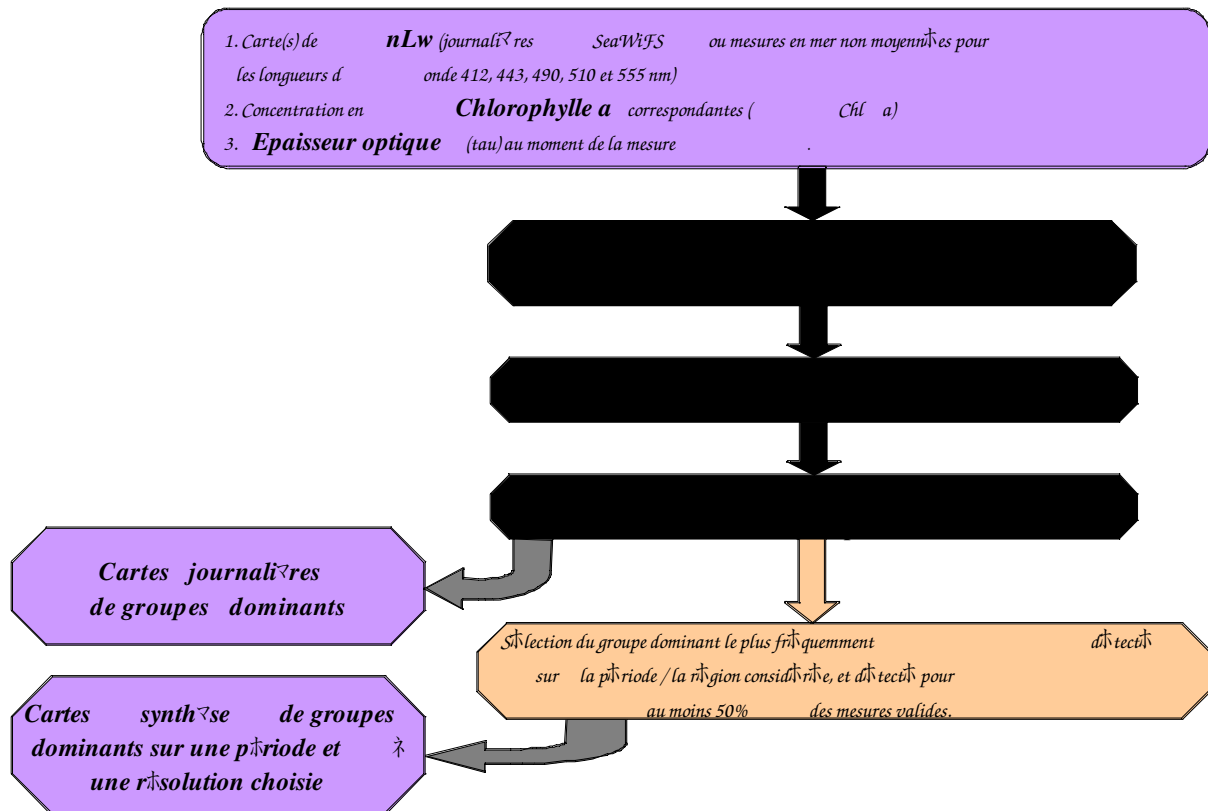 1. Carte(s) de nLw (journaliﾏres SeaWiFS ou mesures en mer non moyennﾎes pour
les longueurs d onde 412, 443, 490, 510 et 555 nm)
2. Concentration en Chlorophylle a correspondantes ( Chl a)
3. Epaisseur optique (tau) au moment de la mesure .
Cartes journaliﾏres
de groupes dominants
Sﾎlection du groupe dominant le plus frﾎquemment dﾎtectﾎ
sur la pﾎriode / la rﾎgion considﾎrﾎe, et dﾎtectﾎ pour
au moins 50% des mesures valides.
Cartes synthﾏse de groupes
dominants sur une pﾎriode et ﾈ
une rﾎsolution choisie